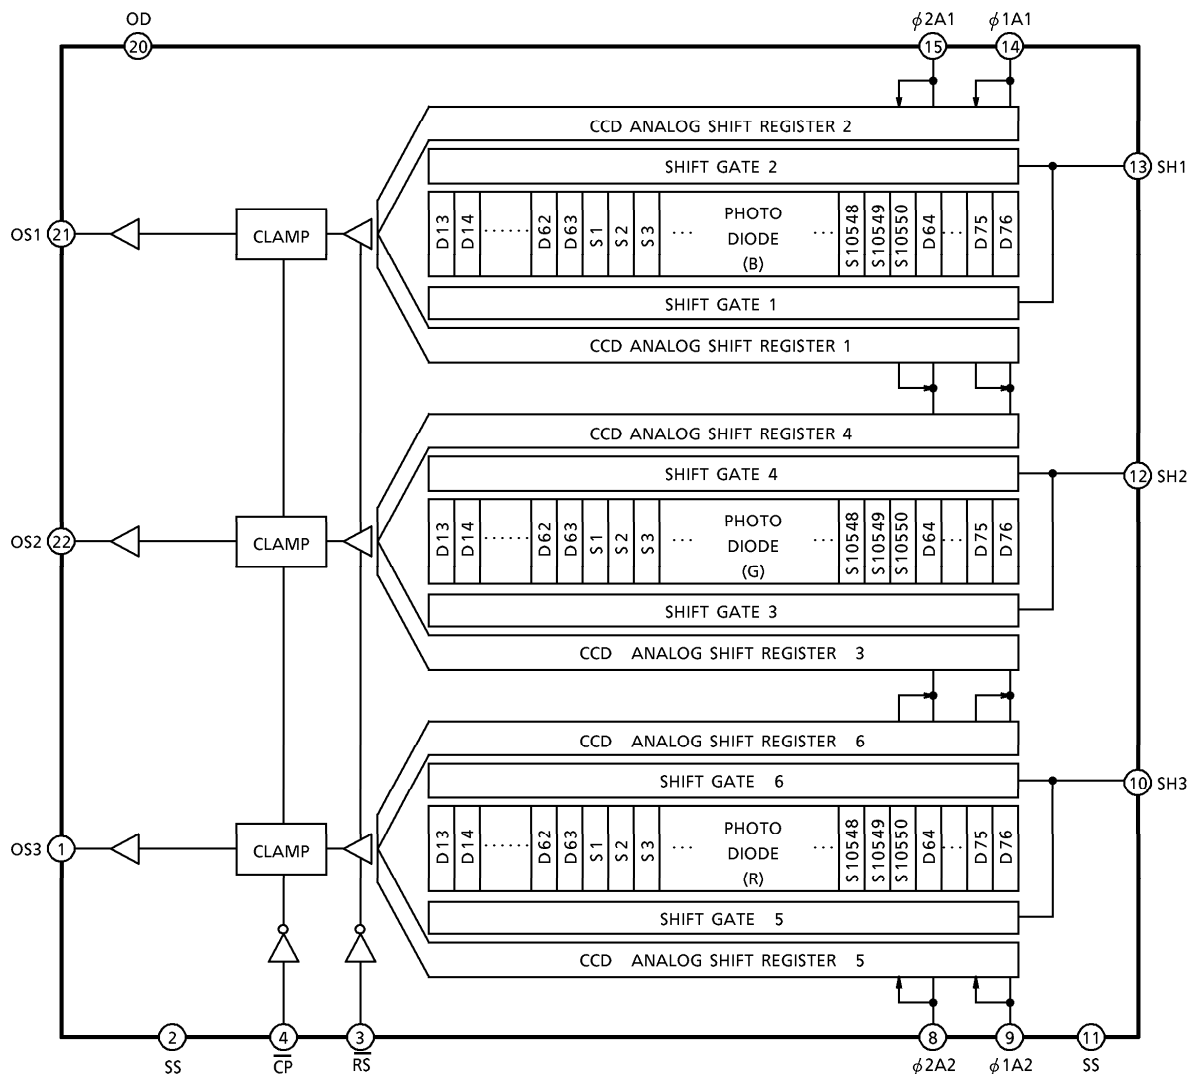 OD
20
ϕ2A1
15
ϕ1A1
14
CCD ANALOG SHIFT REGISTER 2
SHIFT GATE 2
13 SH1
OS1 21
CLAMP
D13 D14 ······· D62 D63 S1 S2 S3 ··· PHOTO DIODE (B) ··· S10548 S10549 S10550 D64 ··· D75 D76
SHIFT GATE 1
CCD ANALOG SHIFT REGISTER 1
CCD ANALOG SHIFT REGISTER 4
SHIFT GATE 4
12 SH2
OS2 22
CLAMP
D13 D14 ······· D62 D63 S1 S2 S3 ··· PHOTO DIODE (G) ··· S10548 S10549 S10550 D64 ··· D75 D76
SHIFT GATE 3
CCD ANALOG SHIFT REGISTER 3
CCD ANALOG SHIFT REGISTER 6
SHIFT GATE 6
10 SH3
OS3 1
CLAMP
D13 D14 ······· D62 D63 S1 S2 S3 ··· PHOTO DIODE (R) ··· S10548 S10549 S10550 D64 ··· D75 D76
SHIFT GATE 5
CCD ANALOG SHIFT REGISTER 5
2
SS
4
C̅P̅
3
R̅S̅
8
ϕ2A2
9
ϕ1A2
11
SS